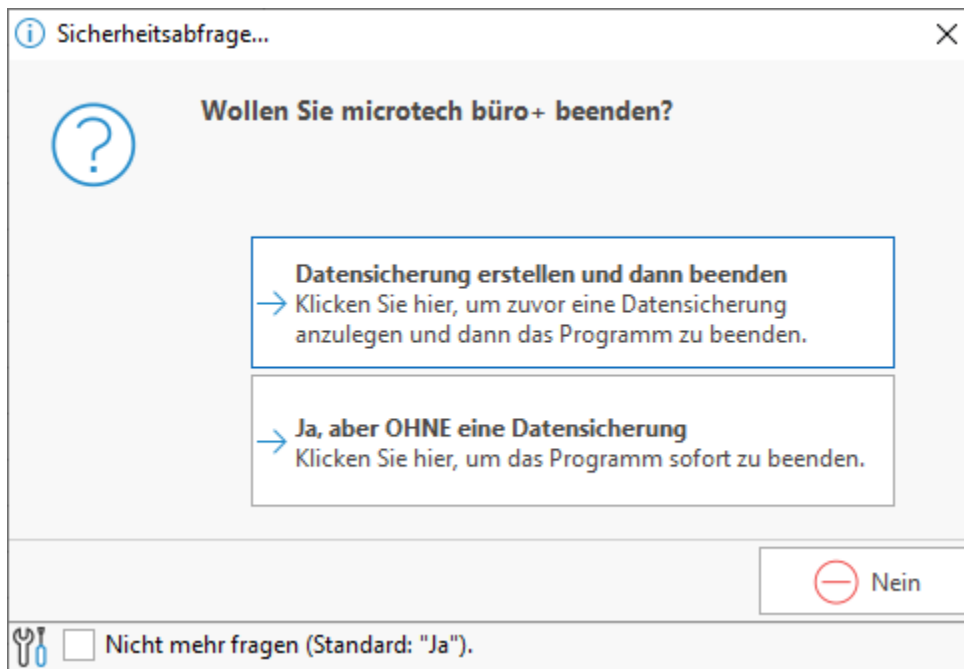 Sicherheitsabfrage...
Wollen Sie microtech büro+ beenden?
Datensicherung erstellen und dann beenden
Klicken Sie hier, um zuvor eine Datensicherung
anzulegen und dann das Programm zu beenden.
Ja, aber OHNE eine Datensicherung
Klicken Sie hier, um das Programm sofort zu beenden.
Nein
Nicht mehr fragen (Standard: "Ja").